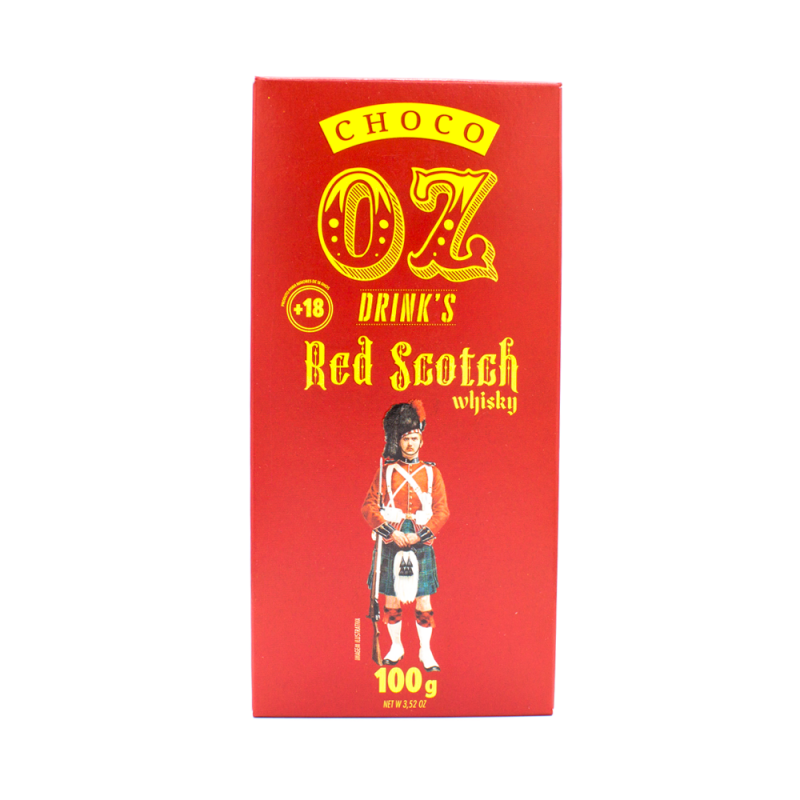 CHOCO
OZ
DRINK'S
+18
Red Scotch
whisky
100g
NET W 3,52 OZ